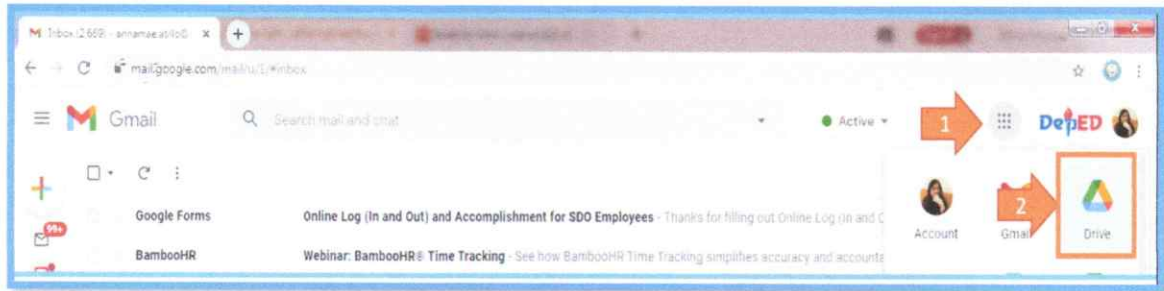 M Inbox (2,669) - annamae.atilo@ x +
mail.google.com/mail/u/1/#inbox
Gmail Search mail and chat Active 1 DepED
Google Forms Online Log (In and Out) and Accomplishment for SDO Employees - Thanks for filling out Online Log (In and O
Account Gmail 2 Drive
99+
BambooHR Webinar: BambooHR® Time Tracking - See how BambooHR Time Tracking simplifies accuracy and accounta